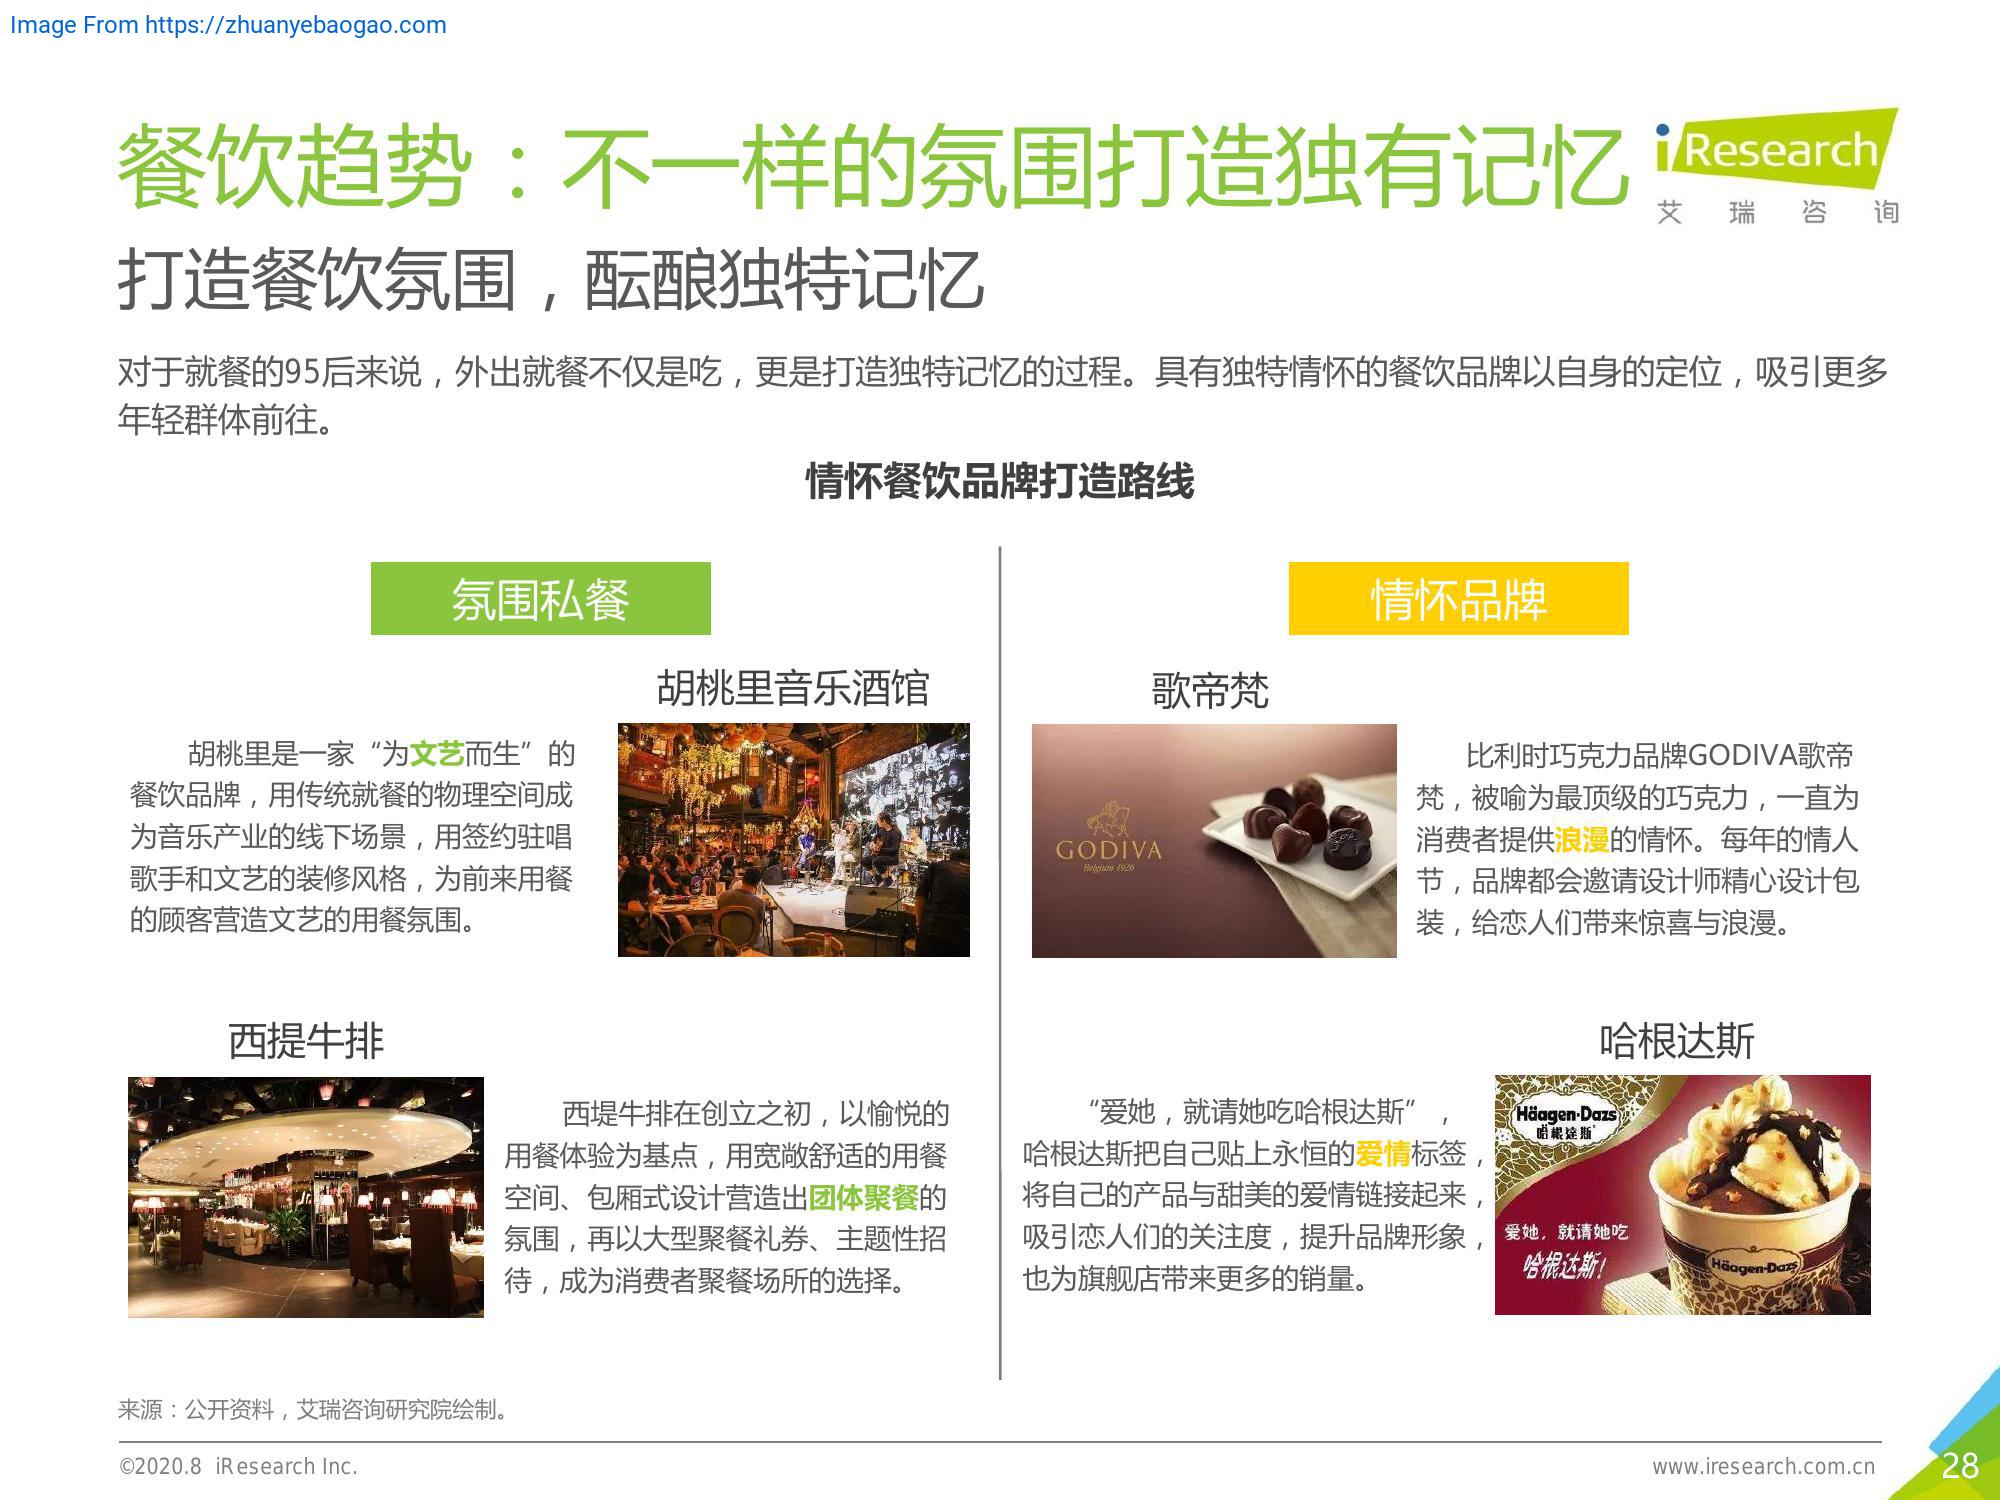 Image From https://zhuanyebaogao.com
餐饮趋势：不一样的氛围打造独有记忆
iResearch
艾瑞咨询
打造餐饮氛围，酝酿独特记忆
对于就餐的95后来说，外出就餐不仅是吃，更是打造独特记忆的过程。具有独特情怀的餐饮品牌以自身的定位，吸引更多
年轻群体前往。
情怀餐饮品牌打造路线
氛围私餐
胡桃里音乐酒馆
胡桃里是一家“为文艺而生”的
餐饮品牌，用传统就餐的物理空间成
为音乐产业的线下场景，用签约驻唱
歌手和文艺的装修风格，为前来用餐
的顾客营造文艺的用餐氛围。
西提牛排
西堤牛排在创立之初，以愉悦的
用餐体验为基点，用宽敞舒适的用餐
空间、包厢式设计营造出团体聚餐的
氛围，再以大型聚餐礼券、主题性招
待，成为消费者聚餐场所的选择。
情怀品牌
歌帝梵
GODIVA
Belgium 1926
比利时巧克力品牌GODIVA歌帝
梵，被喻为最顶级的巧克力，一直为
消费者提供浪漫的情怀。每年的情人
节，品牌都会邀请设计师精心设计包
装，给恋人们带来惊喜与浪漫。
哈根达斯
“爱她，就请她吃哈根达斯”，
哈根达斯把自己贴上永恒的爱情标签，
将自己的产品与甜美的爱情链接起来，
吸引恋人们的关注度，提升品牌形象，
也为旗舰店带来更多的销量。
Häagen-Dazs
哈根達斯
爱她，就请她吃
哈根达斯！
Häagen-Dazs
来源：公开资料，艾瑞咨询研究院绘制。
©2020.8 iResearch Inc.
www.iresearch.com.cn
28